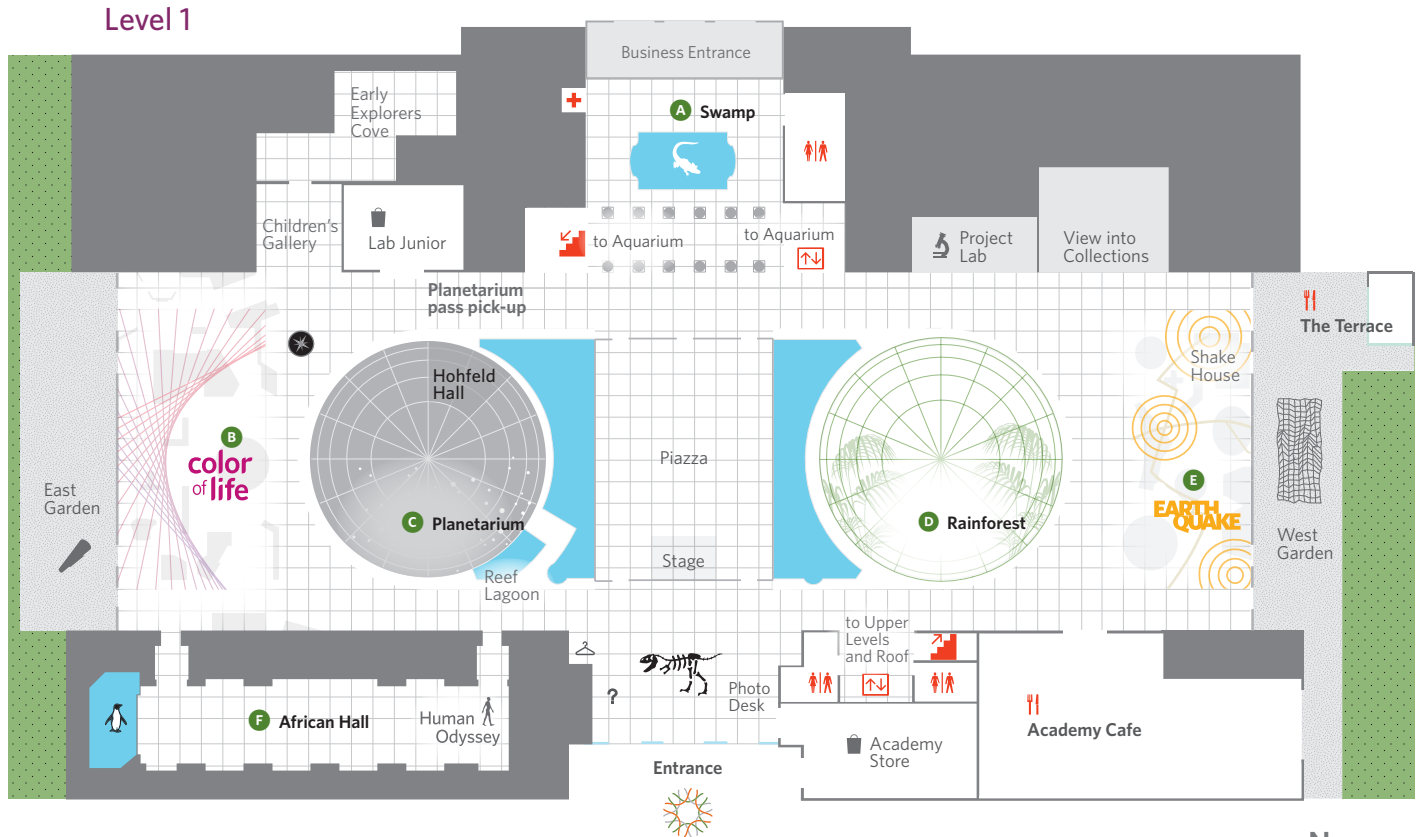 Level 1
Business Entrance
Early
Explorers
Cove
A Swamp
Children's
Gallery
Lab Junior
to Aquarium
to Aquarium
Project
Lab
View into
Collections
Planetarium
pass pick-up
The Terrace
Hohfeld
Hall
Shake
House
B
color
of life
Piazza
East
Garden
C Planetarium
D Rainforest
E
EARTH
QUAKE
West
Garden
Stage
Reef
Lagoon
to Upper
Levels
and Roof
?
Photo
Desk
F African Hall
Human
Odyssey
Academy
Store
Academy Cafe
Entrance